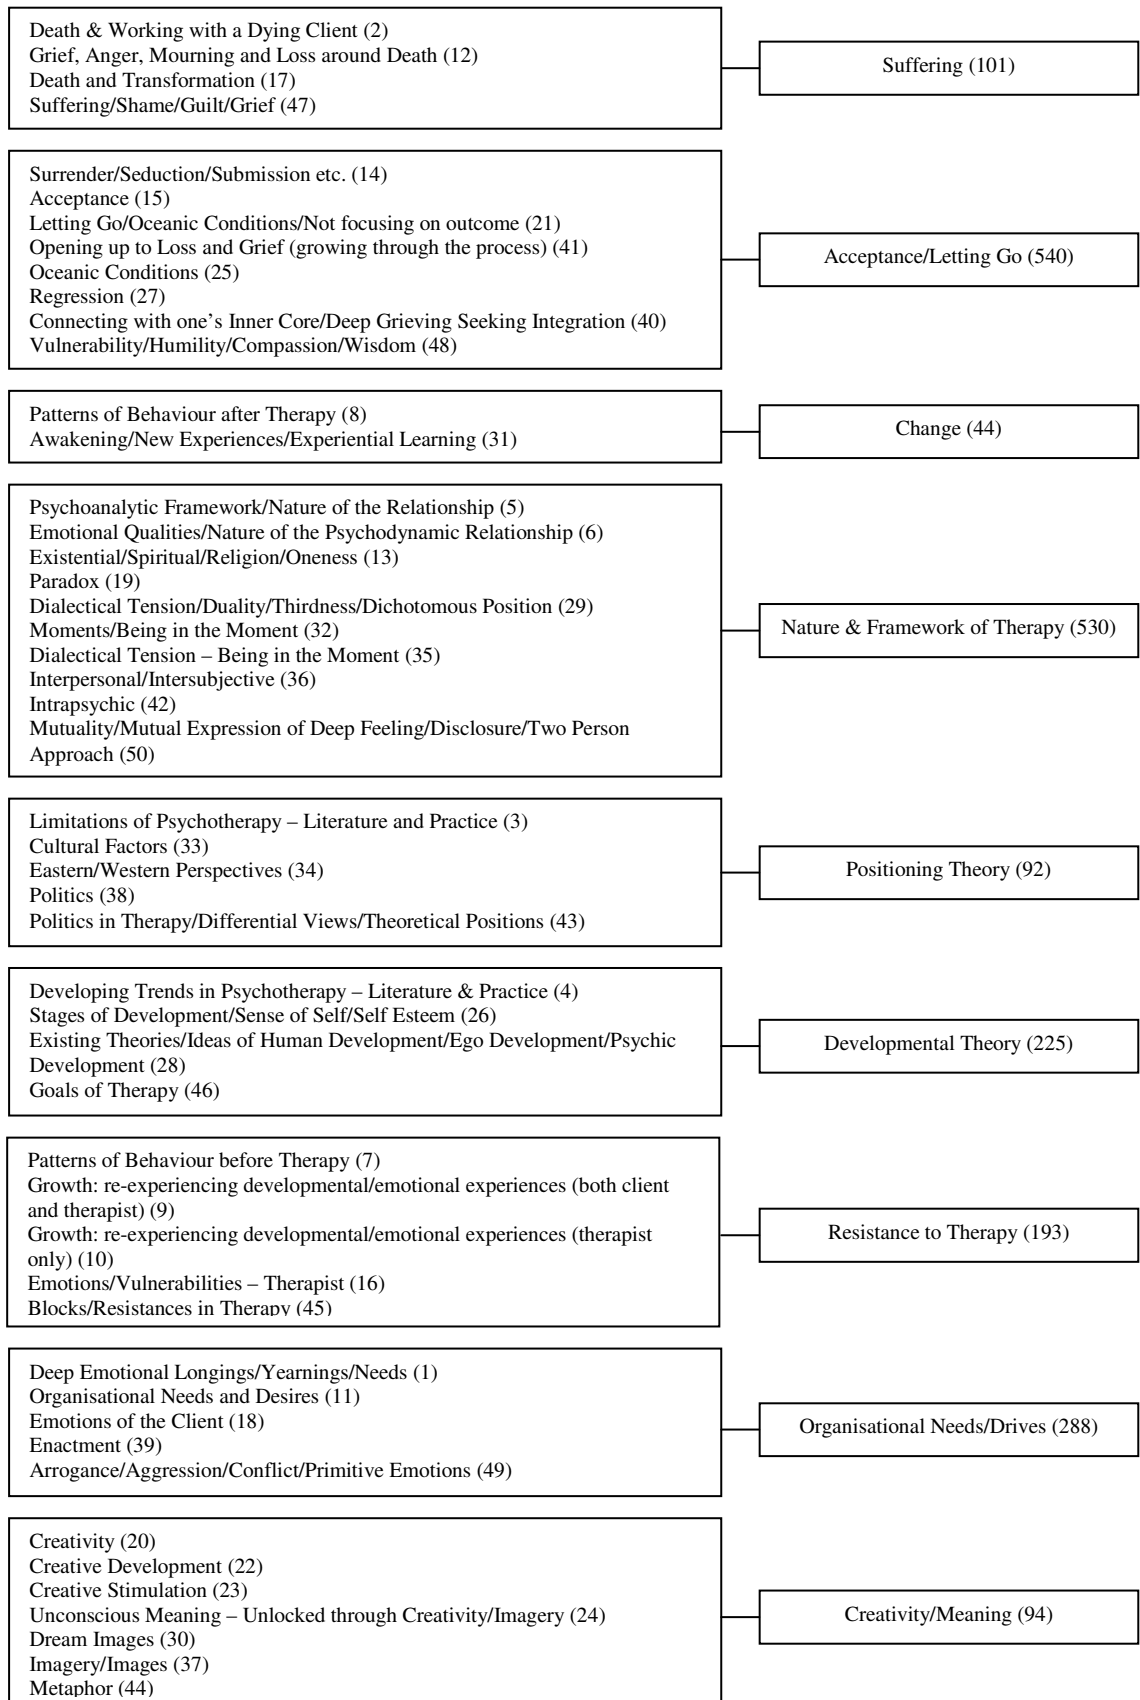 Death & Working with a Dying Client (2)
Grief, Anger, Mourning and Loss around Death (12)
Death and Transformation (17)
Suffering/Shame/Guilt/Grief (47)
Suffering (101)
Surrender/Seduction/Submission etc. (14)
Acceptance (15)
Letting Go/Oceanic Conditions/Not focusing on outcome (21)
Opening up to Loss and Grief (growing through the process) (41)
Oceanic Conditions (25)
Regression (27)
Connecting with one's Inner Core/Deep Grieving Seeking Integration (40)
Vulnerability/Humility/Compassion/Wisdom (48)
Acceptance/Letting Go (540)
Patterns of Behaviour after Therapy (8)
Awakening/New Experiences/Experiential Learning (31)
Change (44)
Psychoanalytic Framework/Nature of the Relationship (5)
Emotional Qualities/Nature of the Psychodynamic Relationship (6)
Existential/Spiritual/Religion/Oneness (13)
Paradox (19)
Dialectical Tension/Duality/Thirdness/Dichotomous Position (29)
Moments/Being in the Moment (32)
Dialectical Tension – Being in the Moment (35)
Interpersonal/Intersubjective (36)
Intrapsychic (42)
Mutuality/Mutual Expression of Deep Feeling/Disclosure/Two Person
Approach (50)
Nature & Framework of Therapy (530)
Limitations of Psychotherapy – Literature and Practice (3)
Cultural Factors (33)
Eastern/Western Perspectives (34)
Politics (38)
Politics in Therapy/Differential Views/Theoretical Positions (43)
Positioning Theory (92)
Developing Trends in Psychotherapy – Literature & Practice (4)
Stages of Development/Sense of Self/Self Esteem (26)
Existing Theories/Ideas of Human Development/Ego Development/Psychic
Development (28)
Goals of Therapy (46)
Developmental Theory (225)
Patterns of Behaviour before Therapy (7)
Growth: re-experiencing developmental/emotional experiences (both client
and therapist) (9)
Growth: re-experiencing developmental/emotional experiences (therapist
only) (10)
Emotions/Vulnerabilities – Therapist (16)
Blocks/Resistances in Therapy (45)
Resistance to Therapy (193)
Deep Emotional Longings/Yearnings/Needs (1)
Organisational Needs and Desires (11)
Emotions of the Client (18)
Enactment (39)
Arrogance/Aggression/Conflict/Primitive Emotions (49)
Organisational Needs/Drives (288)
Creativity (20)
Creative Development (22)
Creative Stimulation (23)
Unconscious Meaning – Unlocked through Creativity/Imagery (24)
Dream Images (30)
Imagery/Images (37)
Metaphor (44)
Creativity/Meaning (94)